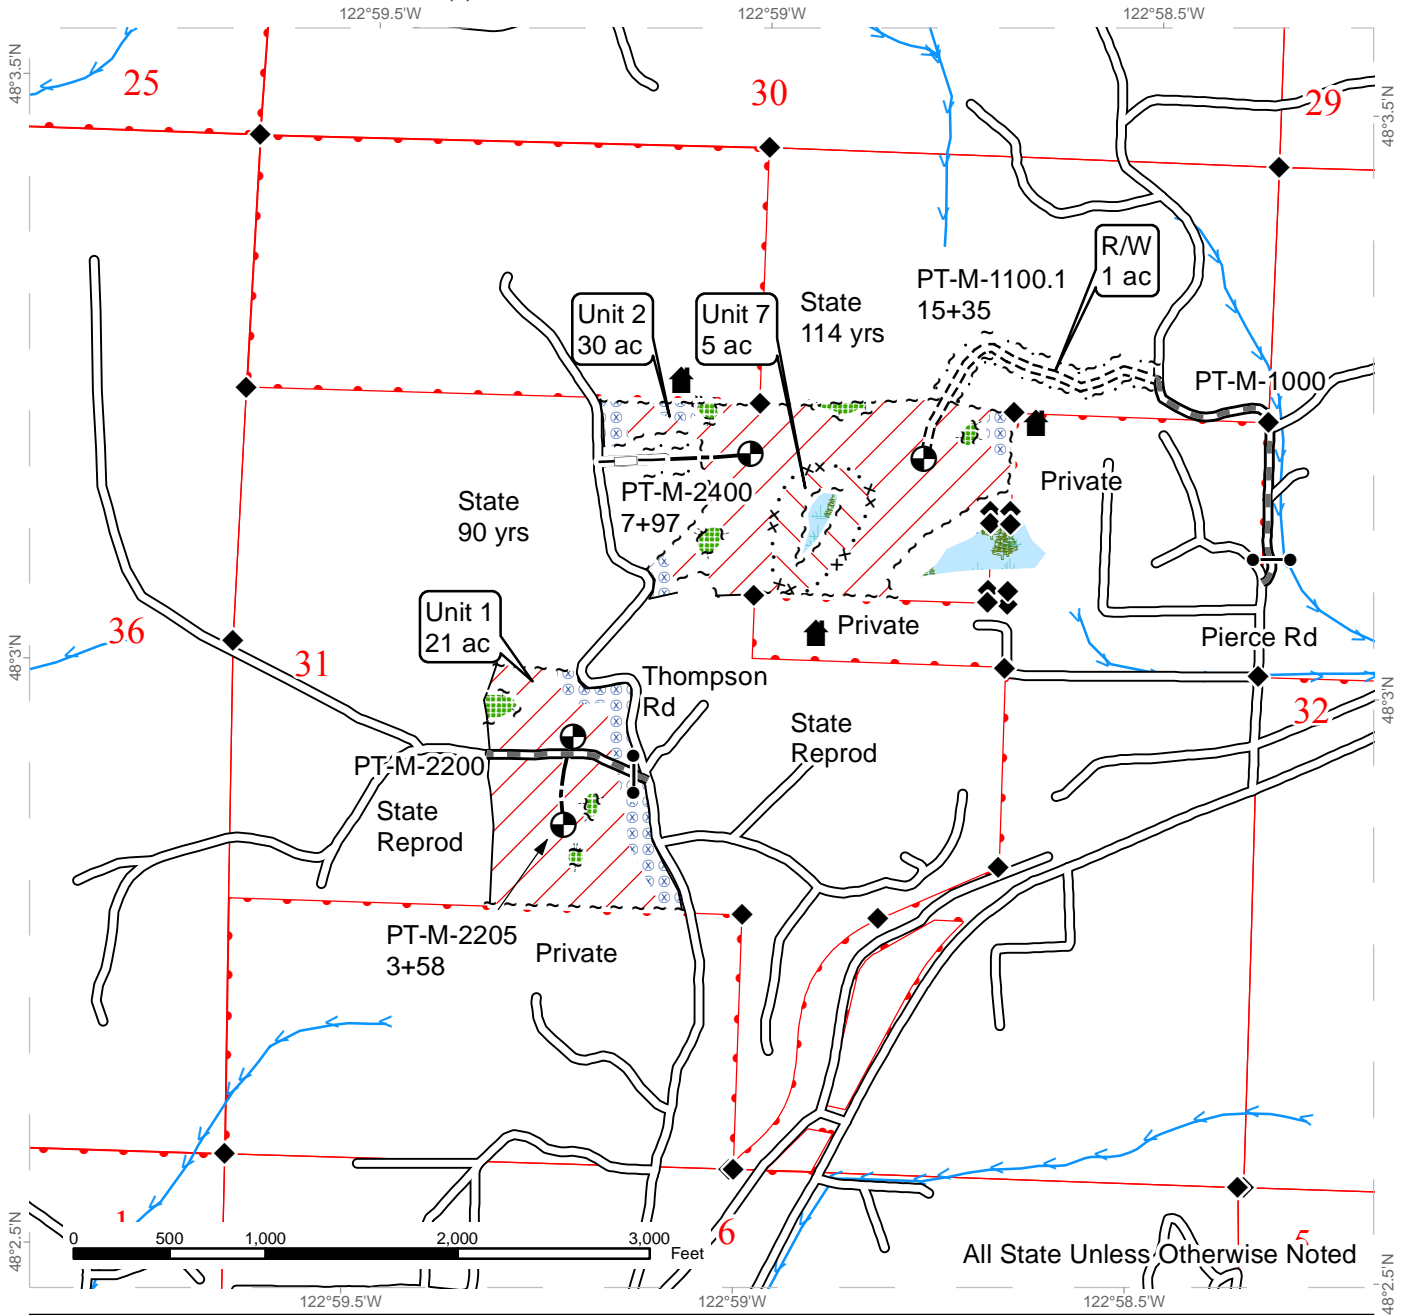 122°59.5'W
122°59'W
122°58.5'W
48°3.5'N
48°3.5'N
25
30
29
R/W
1 ac
PT-M-1100.1
15+35
State
114 yrs
Unit 2
30 ac
Unit 7
5 ac
PT-M-1000
Private
PT-M-2400
7+97
State
90 yrs
Unit 1
21 ac
36
31
Private
Pierce Rd
48°3'N
48°3'N
Thompson
Rd
State
Reprod
32
PT-M-2200
State
Reprod
PT-M-2205
3+58
Private
1
6
5
0
500
1,000
2,000
3,000
Feet
All State Unless Otherwise Noted
48°2.5'N
48°2.5'N
122°59.5'W
122°59'W
122°58.5'W